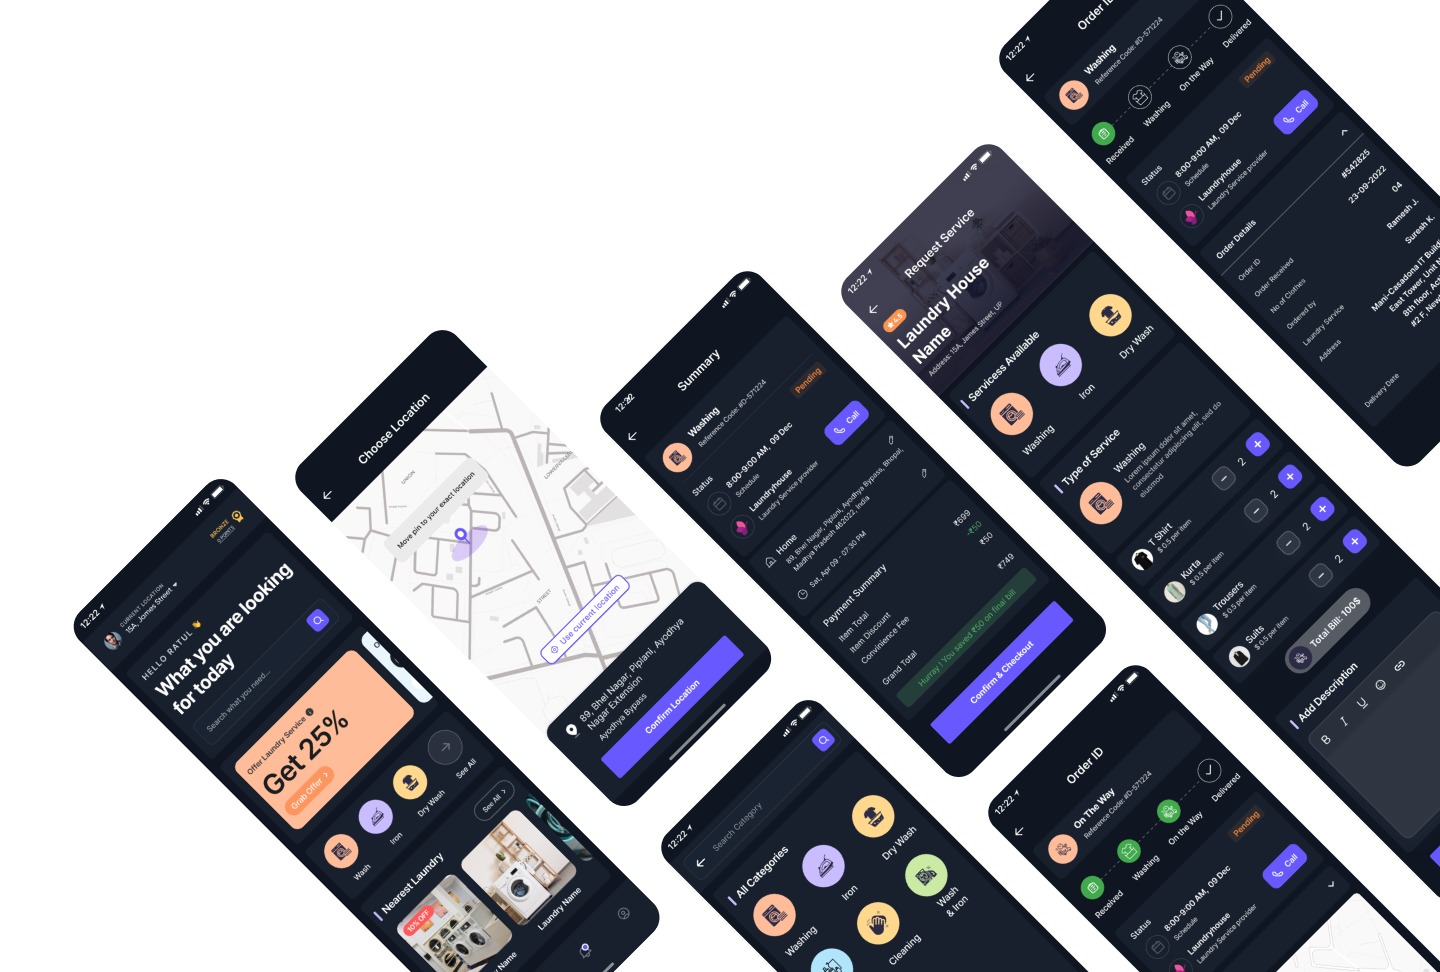 12:22
BRONZE
0 POINTS
CURRENT LOCATION
15A, James Street
HELLO RATUL 👋
What you are looking
for today
Search what you need...
Offer Laundry Service
Get 25%
Grab Offer >
Wash
Iron
Dry Wash
See All
Nearest Laundry
See All >
10% OFF
Laundry Name
y Name
Choose Location
UNION
Move pin to your exact location
STREET
Use current location
89, Bhel Nagar, Piplani, Ayodhya
Nagar Extension
Ayodhya Bypass
Confirm Location
Summary
Washing
Reference Code: #D-571224
Status
Pending
8:00-9:00 AM, 09 Dec
Schedule
Laundryhouse
Laundry Service provider
Call
Home
89, Bhel Nagar, Piplani, Ayodhya Bypass, Bhopal,
Madhya Pradesh 462022, India
Sat, Apr 09 - 07:30 PM
Payment Summary
Item Total
₹699
Item Discount
-₹50
Convinience Fee
₹50
Grand Total
₹749
Hurray ! You saved ₹50 on final bill
Confirm & Checkout
12:22
Search Category
All Categories
Washing
Iron
Dry Wash
Cleaning
Wash
& Iron
12:22
Request Service
4.5
Laundry House
Name
Address: 15A, James Street, UP
Servicess Available
Washing
Iron
Dry Wash
Type of Service
Washing
Lorem ipsum dolor sit amet,
consectetur adipiscing elit, sed do
eiusmod
T Shirt
$ 0.5 per item
2
Kurta
$ 0.5 per item
2
Trousers
$ 0.5 per item
2
Suits
$ 0.5 per item
2
Total Bill: 100$
Add Description
B I U
12:22
Order ID
Washing
Reference Code: #D-571224
Received
Washing
On the Way
Delivered
Status
Pending
8:00-9:00 AM, 09 Dec
Schedule
Laundryhouse
Laundry Service provider
Call
Order Details
Order ID
#542825
Order Received
23-09-2022
No of Clothes
04
Ordered by
Ramesh J.
Laundry Service
Suresh K.
Address
Mani-Casadona IT Build
East Tower, Unit N
8th floor, Ac
#2 F, New
Delivery Date
12:22
Order ID
On The Way
Reference Code: #D-571224
Received
Washing
On the Way
Delivered
Status
Pending
8:00-9:00 AM, 09 Dec
Schedule
Laundryhouse
Laundry Service provider
Call